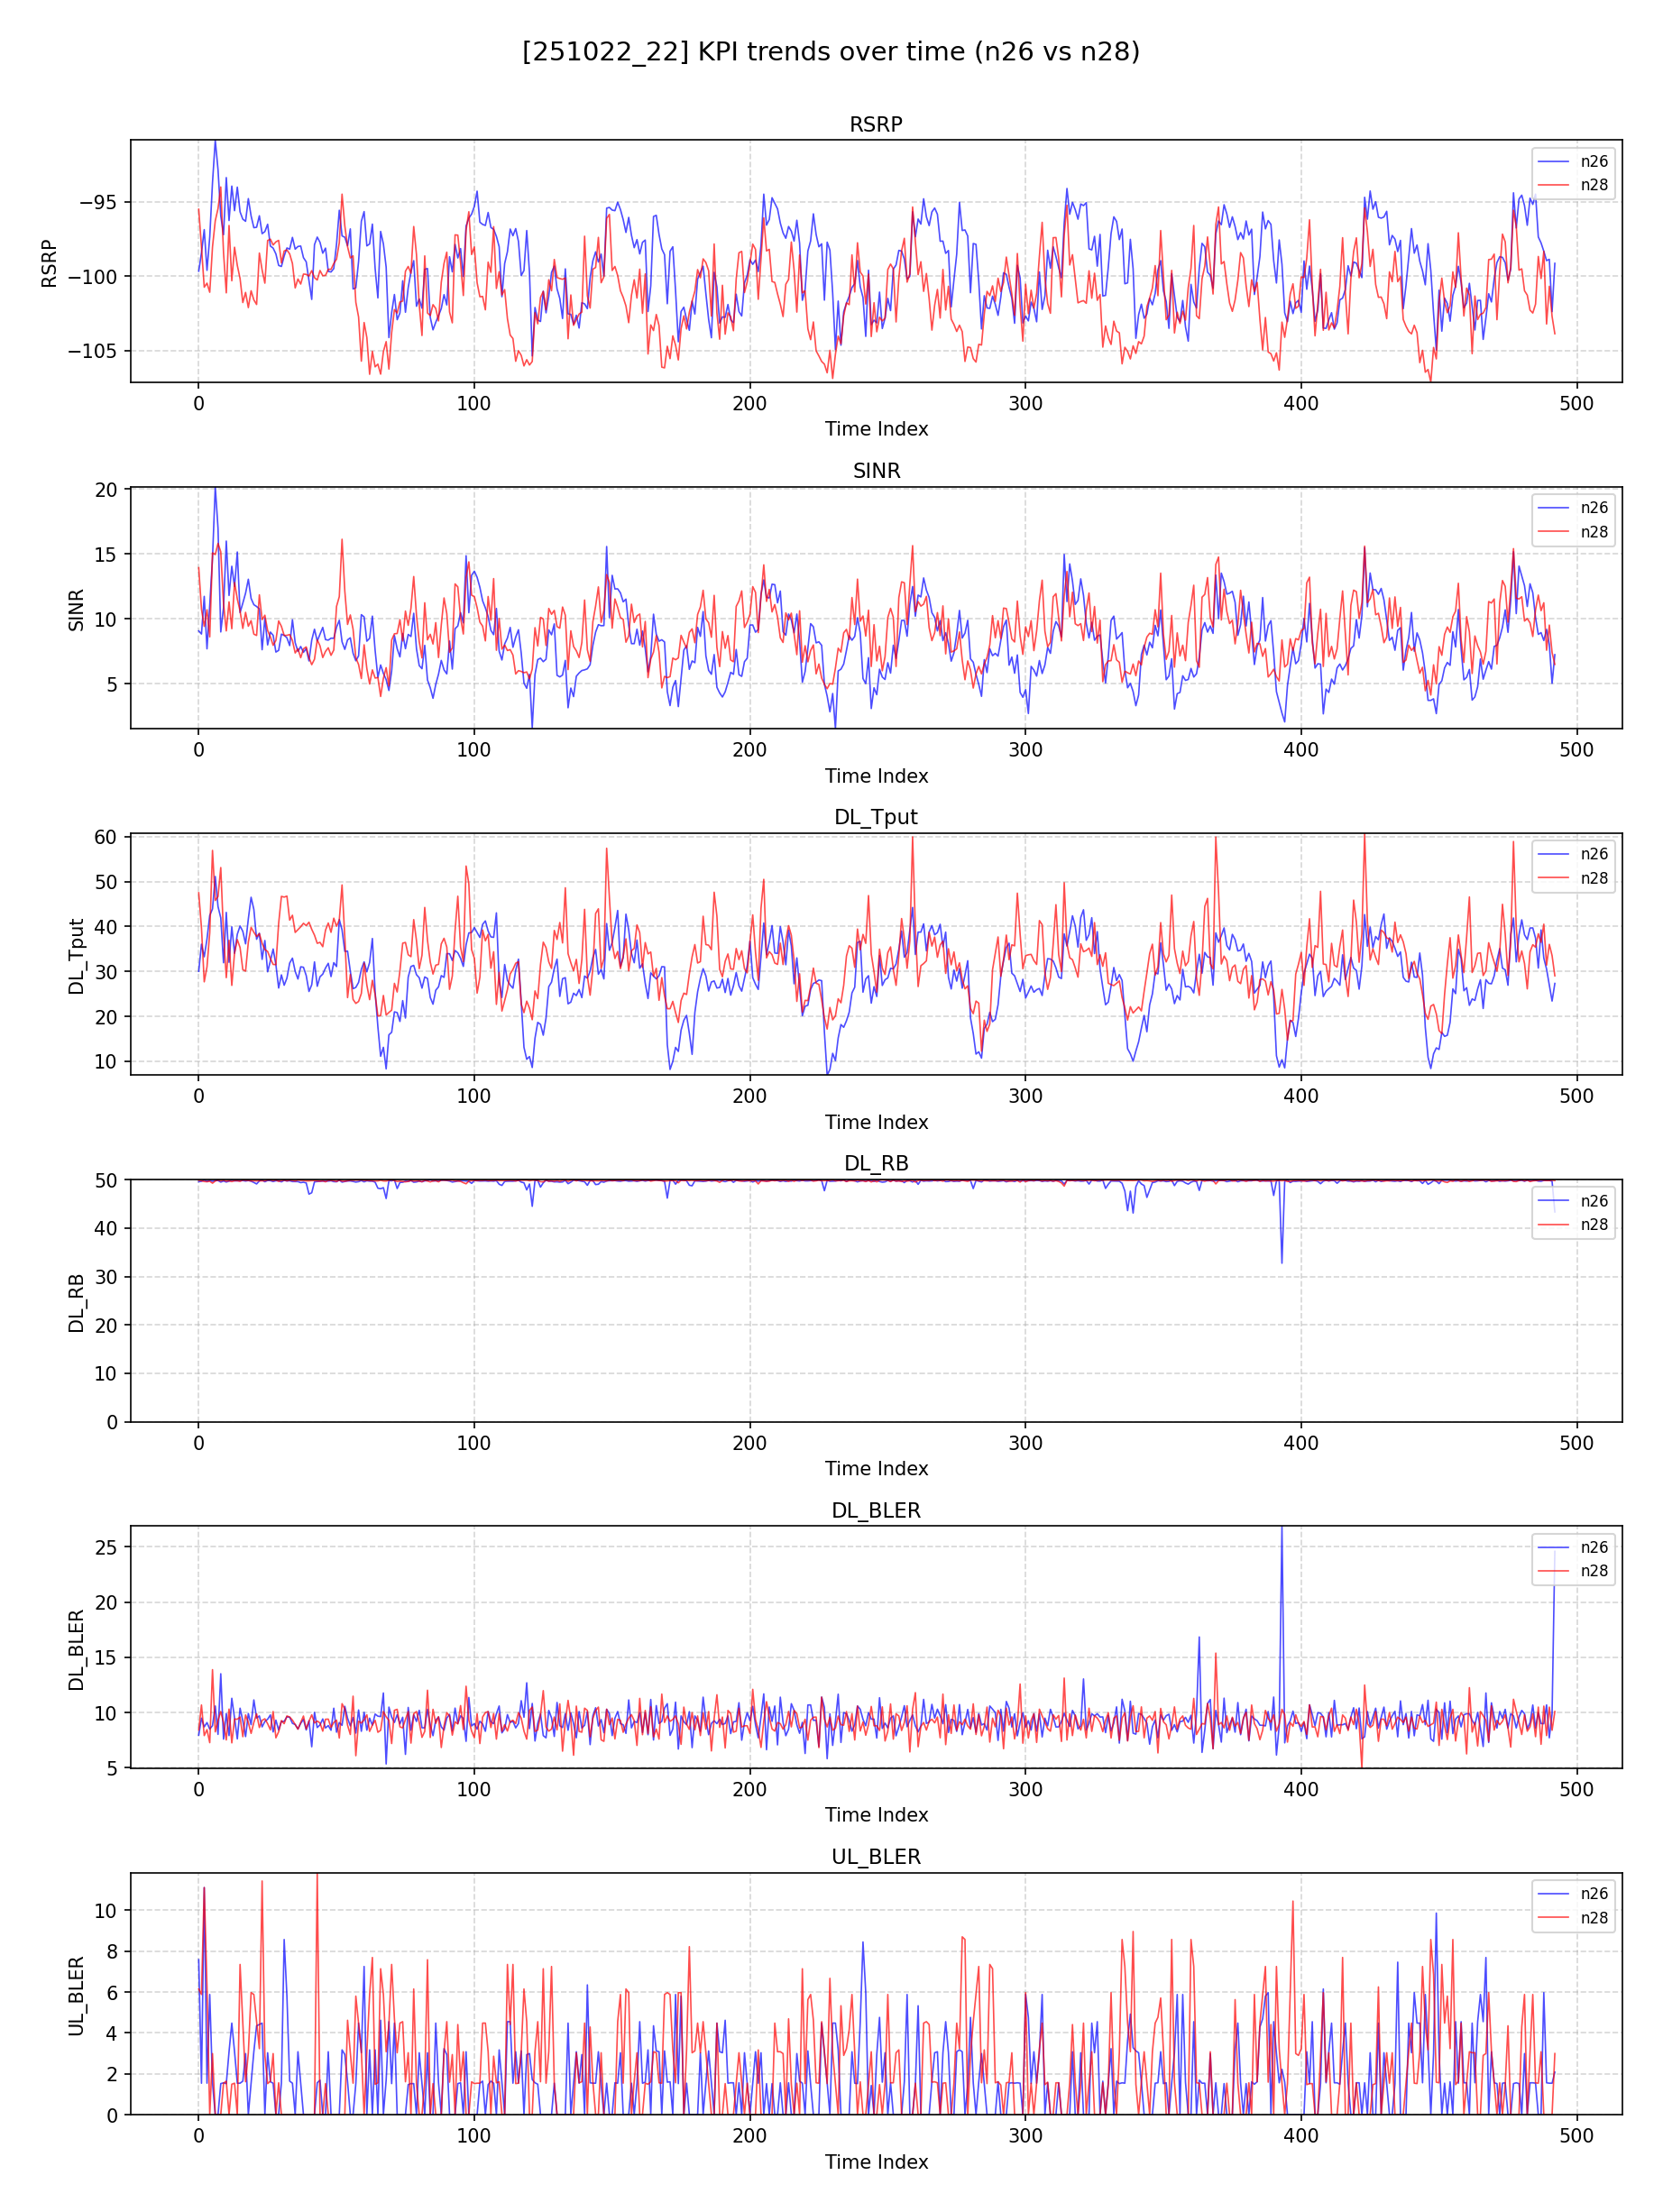 [251022_22] KPI trends over time (n26 vs n28)
RSRP
n26
n28
−95
−100
−105
RSRP
0 100 200 300 400 500
Time Index
SINR
n26
n28
20
15
10
5
SINR
0 100 200 300 400 500
Time Index
DL_Tput
n26
n28
60
50
40
30
20
10
DL_Tput
0 100 200 300 400 500
Time Index
DL_RB
n26
n28
50
40
30
20
10
0
DL_RB
0 100 200 300 400 500
Time Index
DL_BLER
n26
n28
25
20
15
10
5
DL_BLER
0 100 200 300 400 500
Time Index
UL_BLER
n26
n28
10
8
6
4
2
0
UL_BLER
0 100 200 300 400 500
Time Index